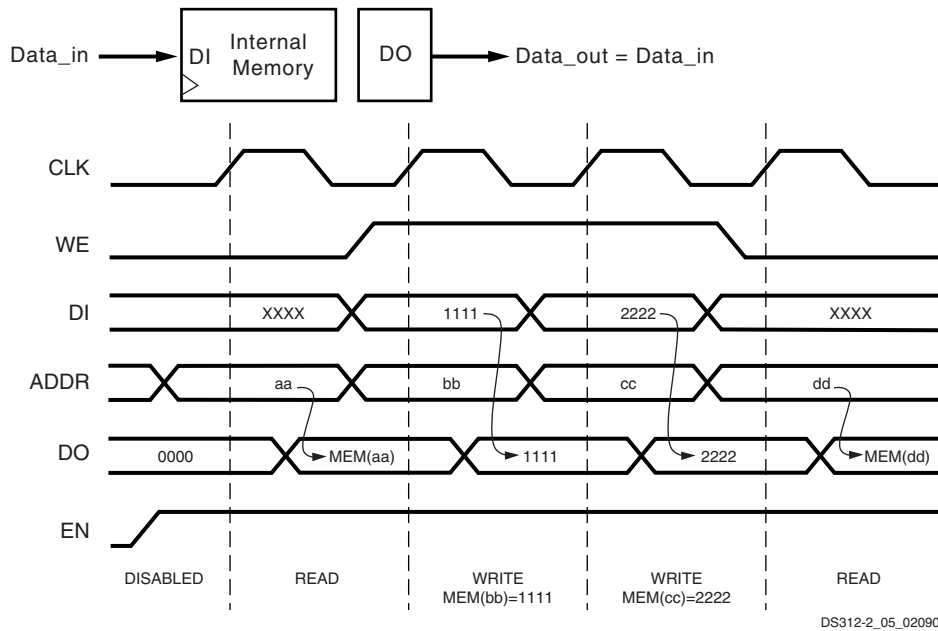 Data_in
DI
Internal
Memory
DO
Data_out = Data_in
CLK
WE
DI
XXXX
1111
2222
XXXX
ADDR
aa
bb
cc
dd
DO
0000
MEM(aa)
1111
2222
MEM(dd)
EN
DISABLED
READ
WRITE
MEM(bb)=1111
WRITE
MEM(cc)=2222
READ
DS312-2_05_02090